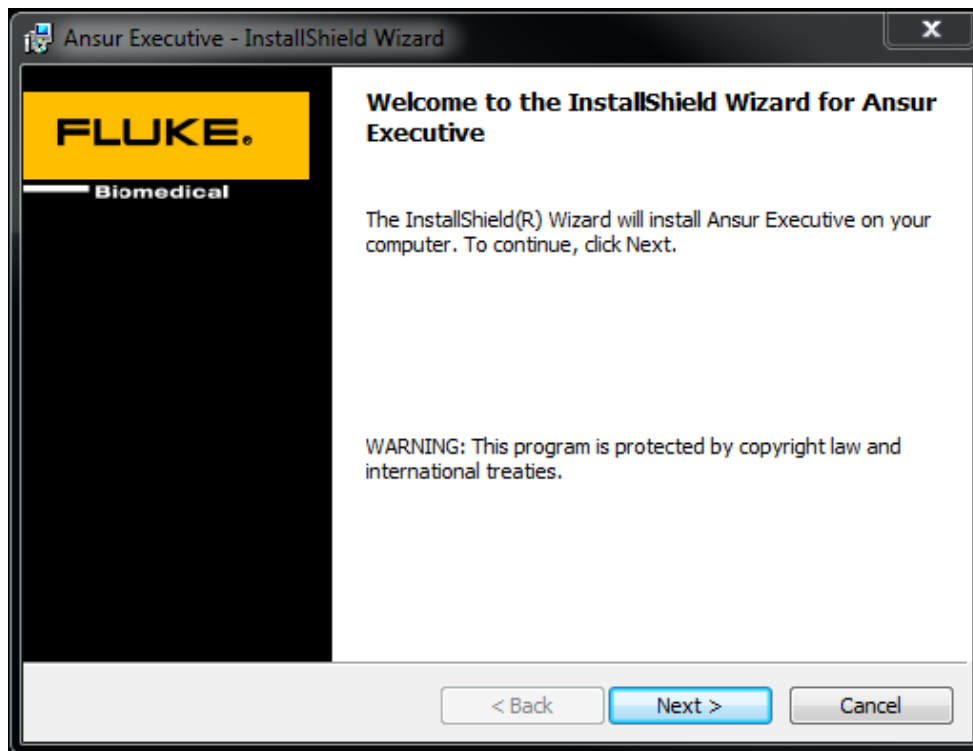 Ansur Executive - InstallShield Wizard
x
FLUKE®
Biomedical
Welcome to the InstallShield Wizard for Ansur
Executive
The InstallShield(R) Wizard will install Ansur Executive on your
computer. To continue, click Next.
WARNING: This program is protected by copyright law and
international treaties.
< Back
Next >
Cancel